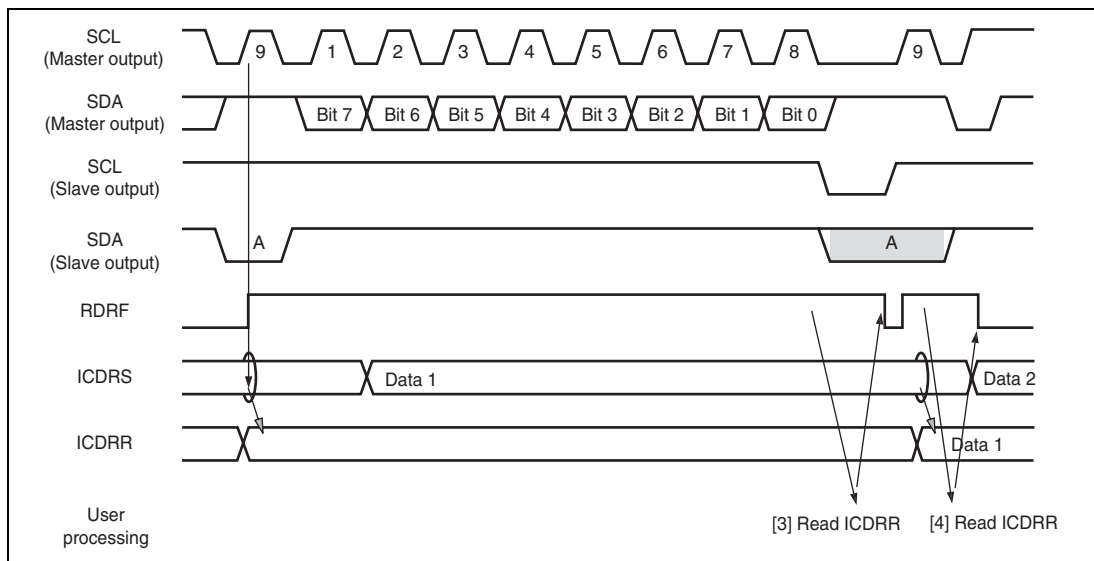 SCL
(Master output)
9 1 2 3 4 5 6 7 8 9
SDA
(Master output)
Bit 7 Bit 6 Bit 5 Bit 4 Bit 3 Bit 2 Bit 1 Bit 0
SCL
(Slave output)
SDA
(Slave output)
A A
RDRF
ICDRS
Data 1 Data 2
ICDRR
Data 1
User
processing
[3] Read ICDRR [4] Read ICDRR